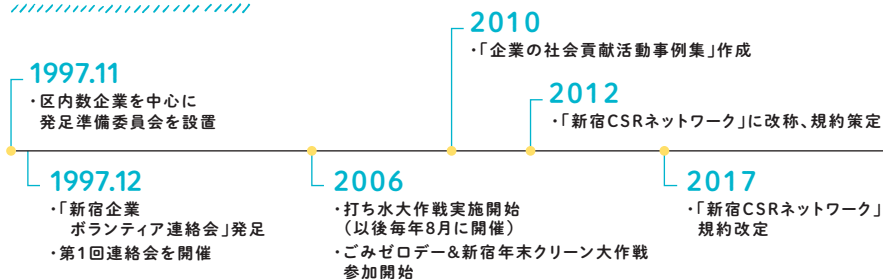 1997.11
・区内数企業を中心に
発足準備委員会を設置
1997.12
・「新宿企業
ボランティア連絡会」発足
・第1回連絡会を開催
2006
・打ち水大作戦実施開始
（以後毎年8月に開催）
・ごみゼロデー&新宿年末クリーン大作戦
参加開始
2010
・「企業の社会貢献活動事例集」作成
2012
・「新宿CSRネットワーク」に改称、規約策定
2017
・「新宿CSRネットワーク」
規約改定